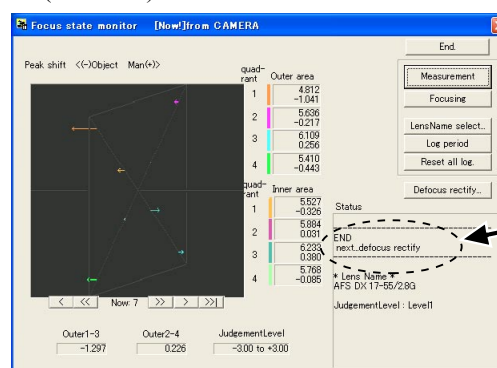 Focus state monitor [Now!]from CAMERA
End.
Peak shift <(-)Object Man(+)>
quad-
rant Outer area
1 4.812
-1.041
2 5.636
-0.217
3 6.109
0.256
4 5.410
-0.443
quad-
rant Inner area
1 5.527
-0.326
2 5.884
0.031
3 6.233
0.380
4 5.768
-0.085
Measurement
Focusing
LensName select..
Log period
Reset all log.
Defocus rectify...
Status
END
next..defocus rectify
* Lens Name *
AFS DX 17-55/2.8G
JudgementLevel : Level1
< << Now: 7 >> > >>|
Outer1-3 Outer2-4 JudgementLevel
-1.297 0.226 -3.00 to +3.00